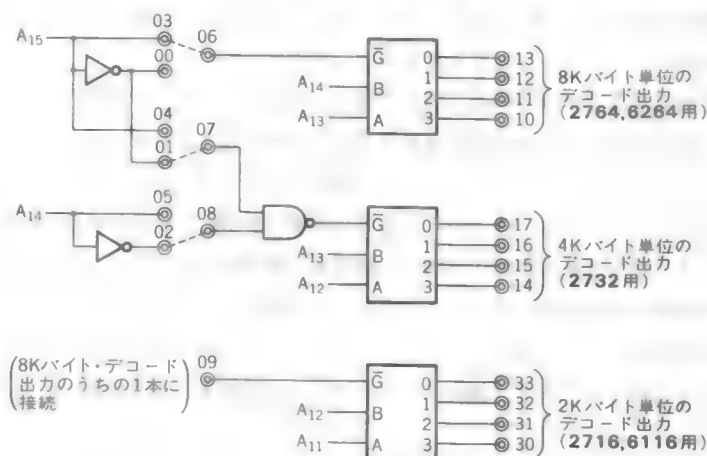 A15
03
06
00
04
07
01
G̅
B
A
A14
A13
0
1
2
3
13
12
11
10
8Kバイト単位の
デコード出力
(2764,6264用)
A14
05
02
08
G̅
B
A
A13
A12
0
1
2
3
17
16
15
14
4Kバイト単位の
デコード出力
(2732用)
(8Kバイト・デコード
出力のうちの1本に
接続
09
G̅
B
A
A12
A11
0
1
2
3
33
32
31
30
2Kバイト単位の
デコード出力
(2716,6116用)